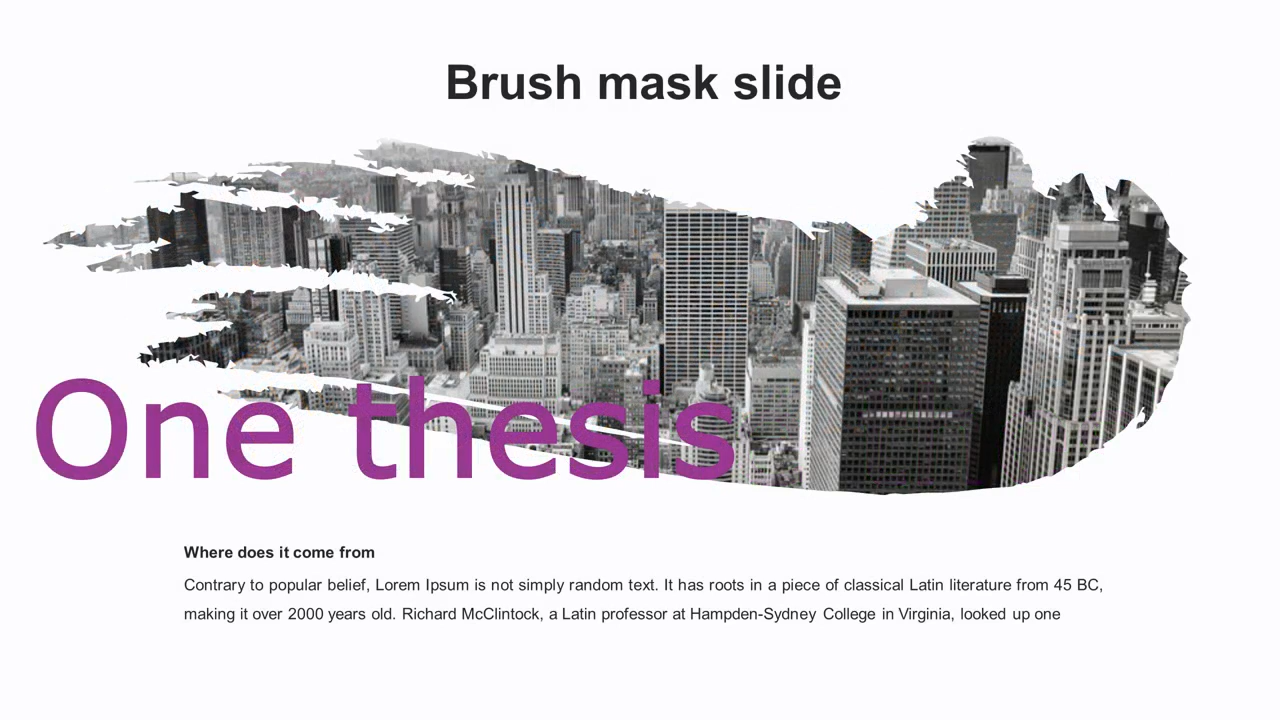 Brush mask slide
One thesis
Where does it come from
Contrary to popular belief, Lorem Ipsum is not simply random text. It has roots in a piece of classical Latin literature from 45 BC,
making it over 2000 years old. Richard McClintock, a Latin professor at Hampden-Sydney College in Virginia, looked up one